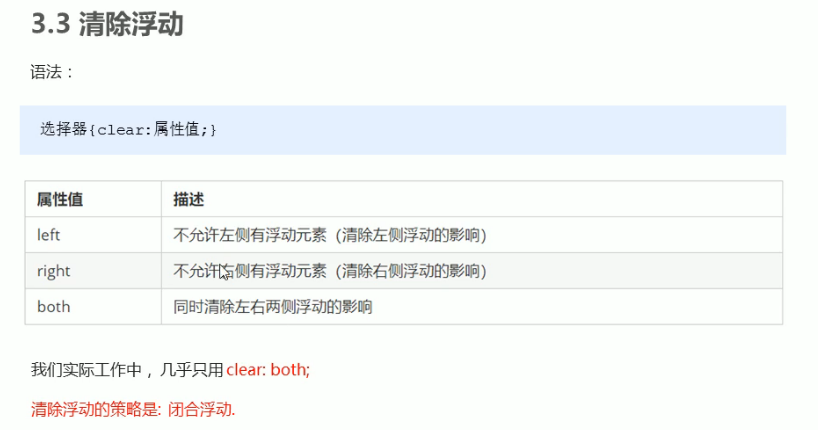 3.3 清除浮动
语法：
选择器{clear:属性值;}
属性值 描述
left 不允许左侧有浮动元素（清除左侧浮动的影响）
right 不允许右侧有浮动元素（清除右侧浮动的影响）
both 同时清除左右两侧浮动的影响
我们实际工作中，几乎只用 clear: both;
清除浮动的策略是: 闭合浮动.